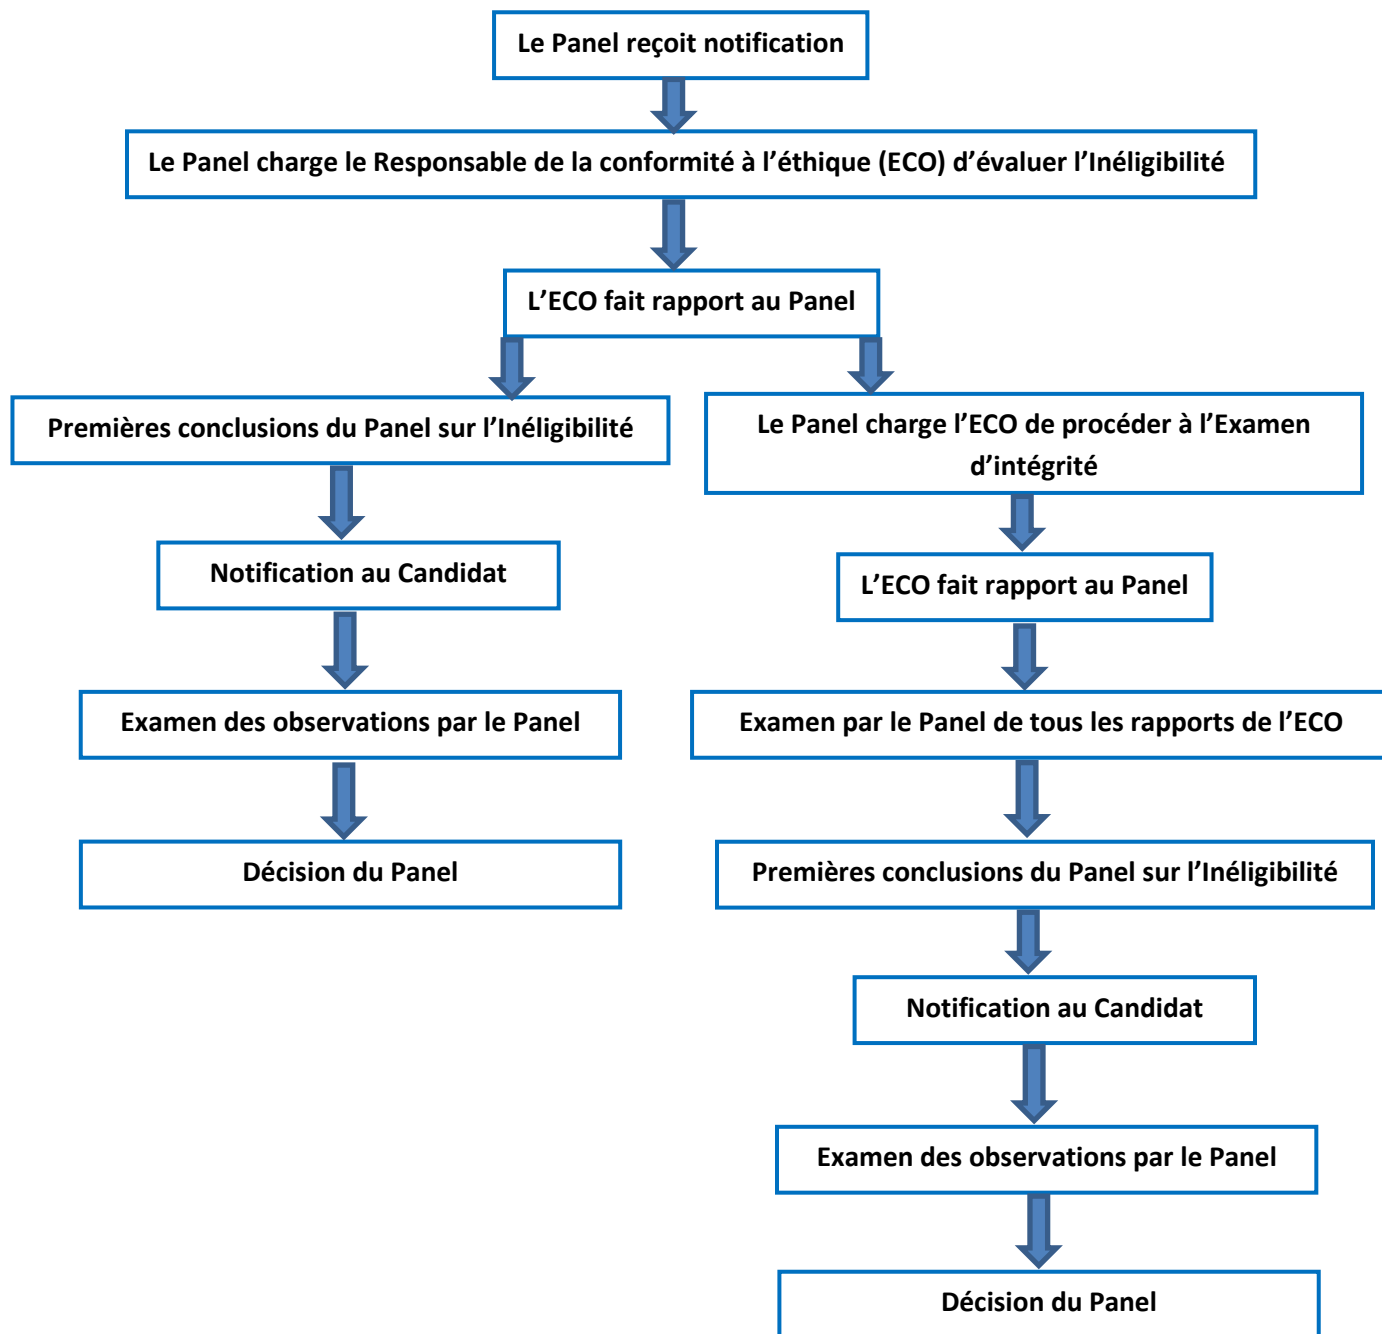 Le Panel reçoit notification
Le Panel charge le Responsable de la conformité à l’éthique (ECO) d’évaluer l’Inéligibilité
L’ECO fait rapport au Panel
Premières conclusions du Panel sur l’Inéligibilité
Notification au Candidat
Examen des observations par le Panel
Décision du Panel
Le Panel charge l’ECO de procéder à l’Examen
d’intégrité
L’ECO fait rapport au Panel
Examen par le Panel de tous les rapports de l’ECO
Premières conclusions du Panel sur l’Inéligibilité
Notification au Candidat
Examen des observations par le Panel
Décision du Panel